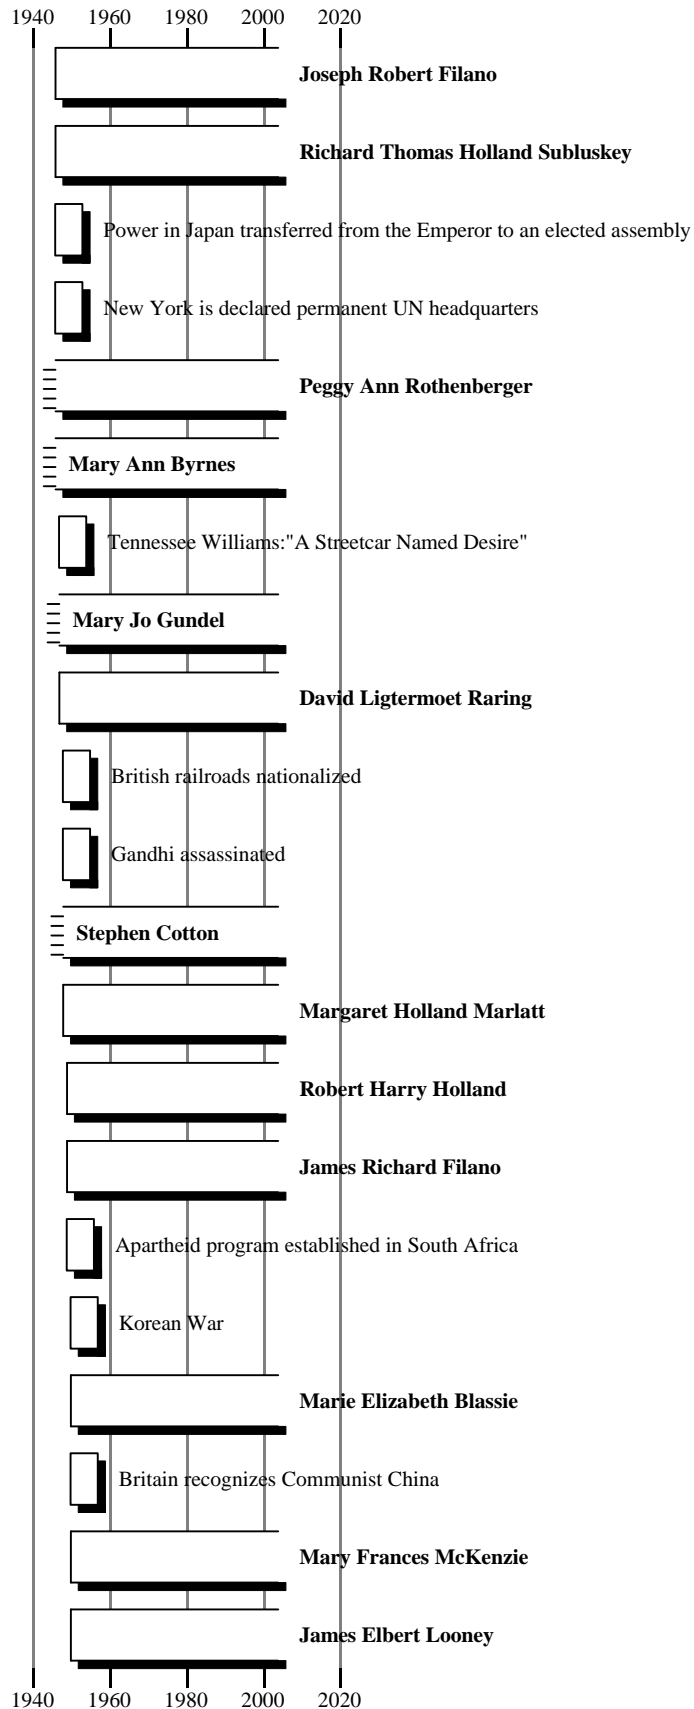 1940 1960 1980 2000 2020
Joseph Robert Filano
Richard Thomas Holland Subluskey
Power in Japan transferred from the Emperor to an elected assembly
New York is declared permanent UN headquarters
Peggy Ann Rothenberger
Mary Ann Byrnes
Tennessee Williams:"A Streetcar Named Desire"
Mary Jo Gundel
David Ligtermoet Raring
British railroads nationalized
Gandhi assassinated
Stephen Cotton
Margaret Holland Marlatt
Robert Harry Holland
James Richard Filano
Apartheid program established in South Africa
Korean War
Marie Elizabeth Blassie
Britain recognizes Communist China
Mary Frances McKenzie
James Elbert Looney
1940 1960 1980 2000 2020